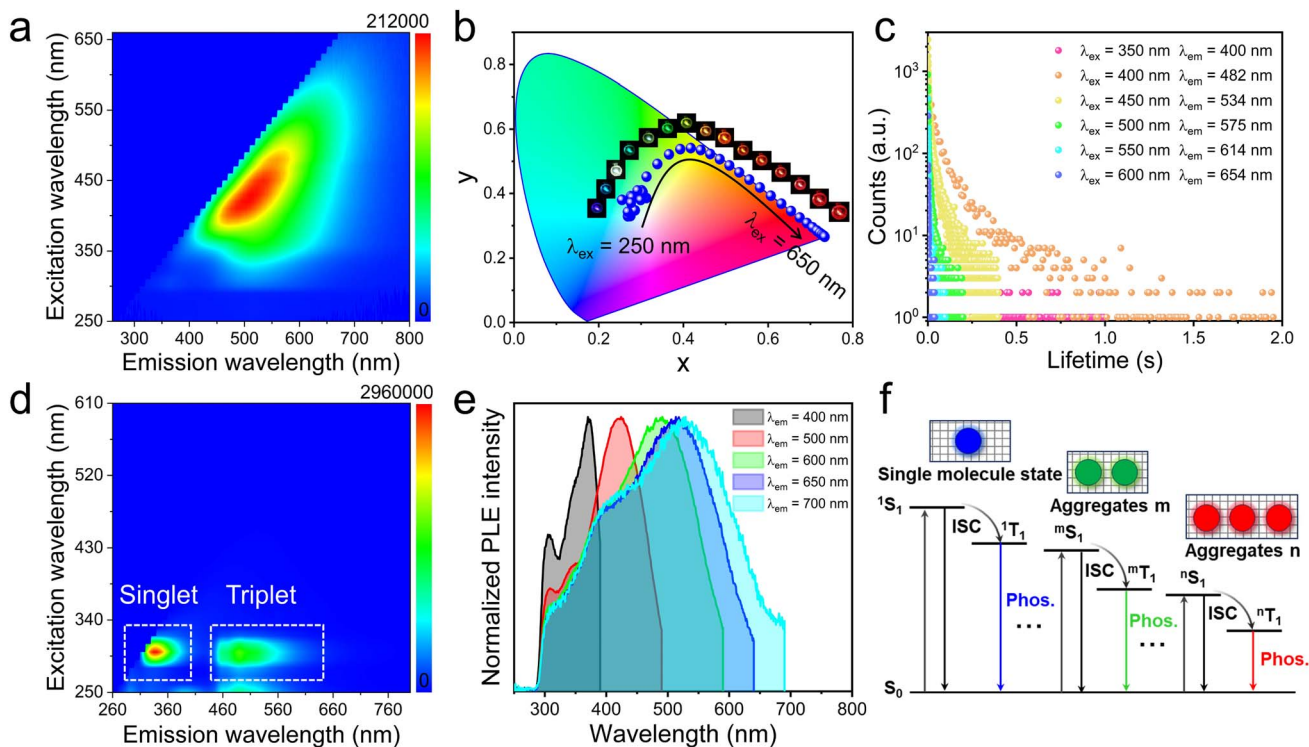 a
212000
650
550
450
350
250
300
400
500
600
700
800
0
Excitation wavelength (nm)
Emission wavelength (nm)
b
0.8
0.6
0.4
0.2
0.0
0.0
0.2
0.4
0.6
0.8
y
x
λex = 250 nm
λex = 650 nm
c
10³
10²
10¹
10⁰
0.0
0.5
1.0
1.5
2.0
Counts (a.u.)
Lifetime (s)
λex = 350 nm λem = 400 nm
λex = 400 nm λem = 482 nm
λex = 450 nm λem = 534 nm
λex = 500 nm λem = 575 nm
λex = 550 nm λem = 614 nm
λex = 600 nm λem = 654 nm
d
2960000
610
520
430
340
250
260
360
460
560
660
760
0
Excitation wavelength (nm)
Emission wavelength (nm)
Singlet
Triplet
e
Normalized PLE intensity
Wavelength (nm)
300
400
500
600
700
800
λem = 400 nm
λem = 500 nm
λem = 600 nm
λem = 650 nm
λem = 700 nm
f
Single molecule state
Aggregates m
Aggregates n
¹S₁
ISC
¹T₁
ᵐS₁
ISC
ᵐT₁
ⁿS₁
ISC
ⁿT₁
Phos.
...
Phos.
...
Phos.
S₀